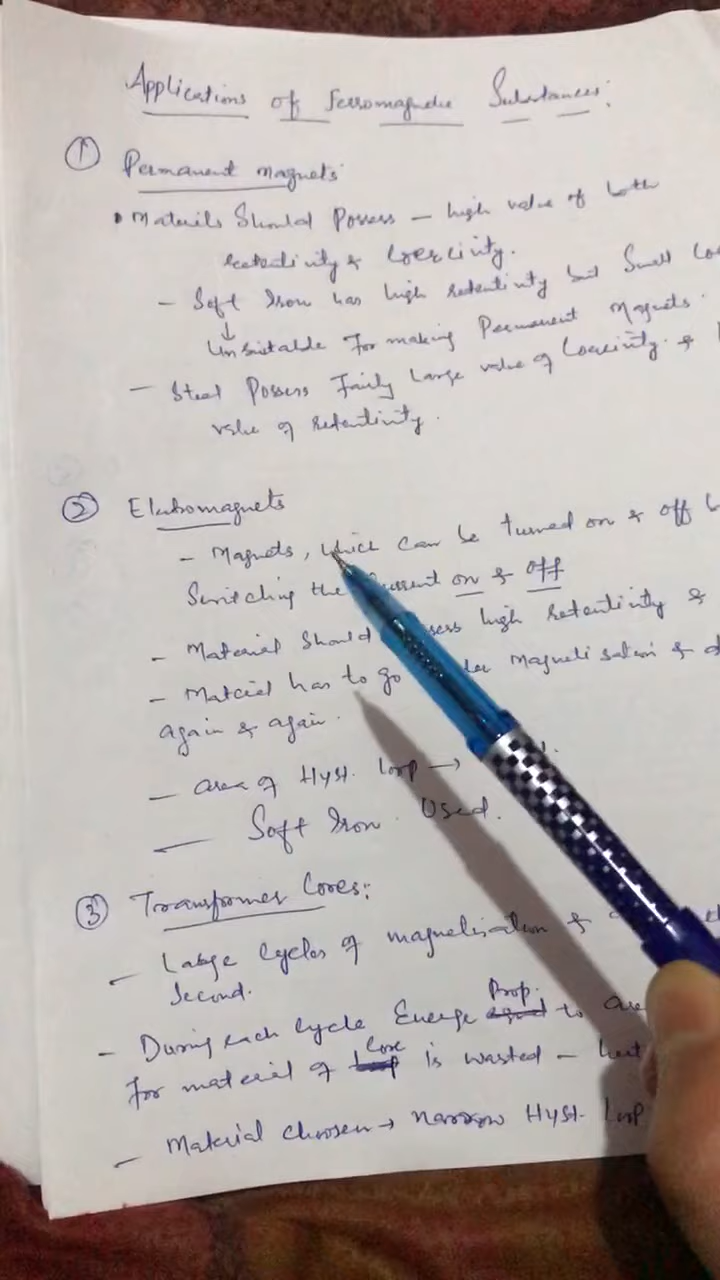 Applications of Ferromagnetic Substances:
① Permanent Magnets
• Materials Should Possess — high value of both
retentivity & Coercivity.
— Soft Iron has high retentivity but Small
↓
Unsuitable For making Permanent Magnets.
— Steel Possess Fairly Large value of Coercivity &
value of retentivity.
② Electromagnets
— Magnets, which can be turned on & off
Switching the current on & off
— Material Should high retentivity &
— Material has to go magnetisation &
again & again.
— area of Hyst. loop →
— Soft Iron Used.
③ Transformer Cores:
— Large Cycles of magnetisation &
Second.
— During each cycle Energy Prop. to
For material of Core is wasted —
— Material choosen → narrow Hyst. Loop